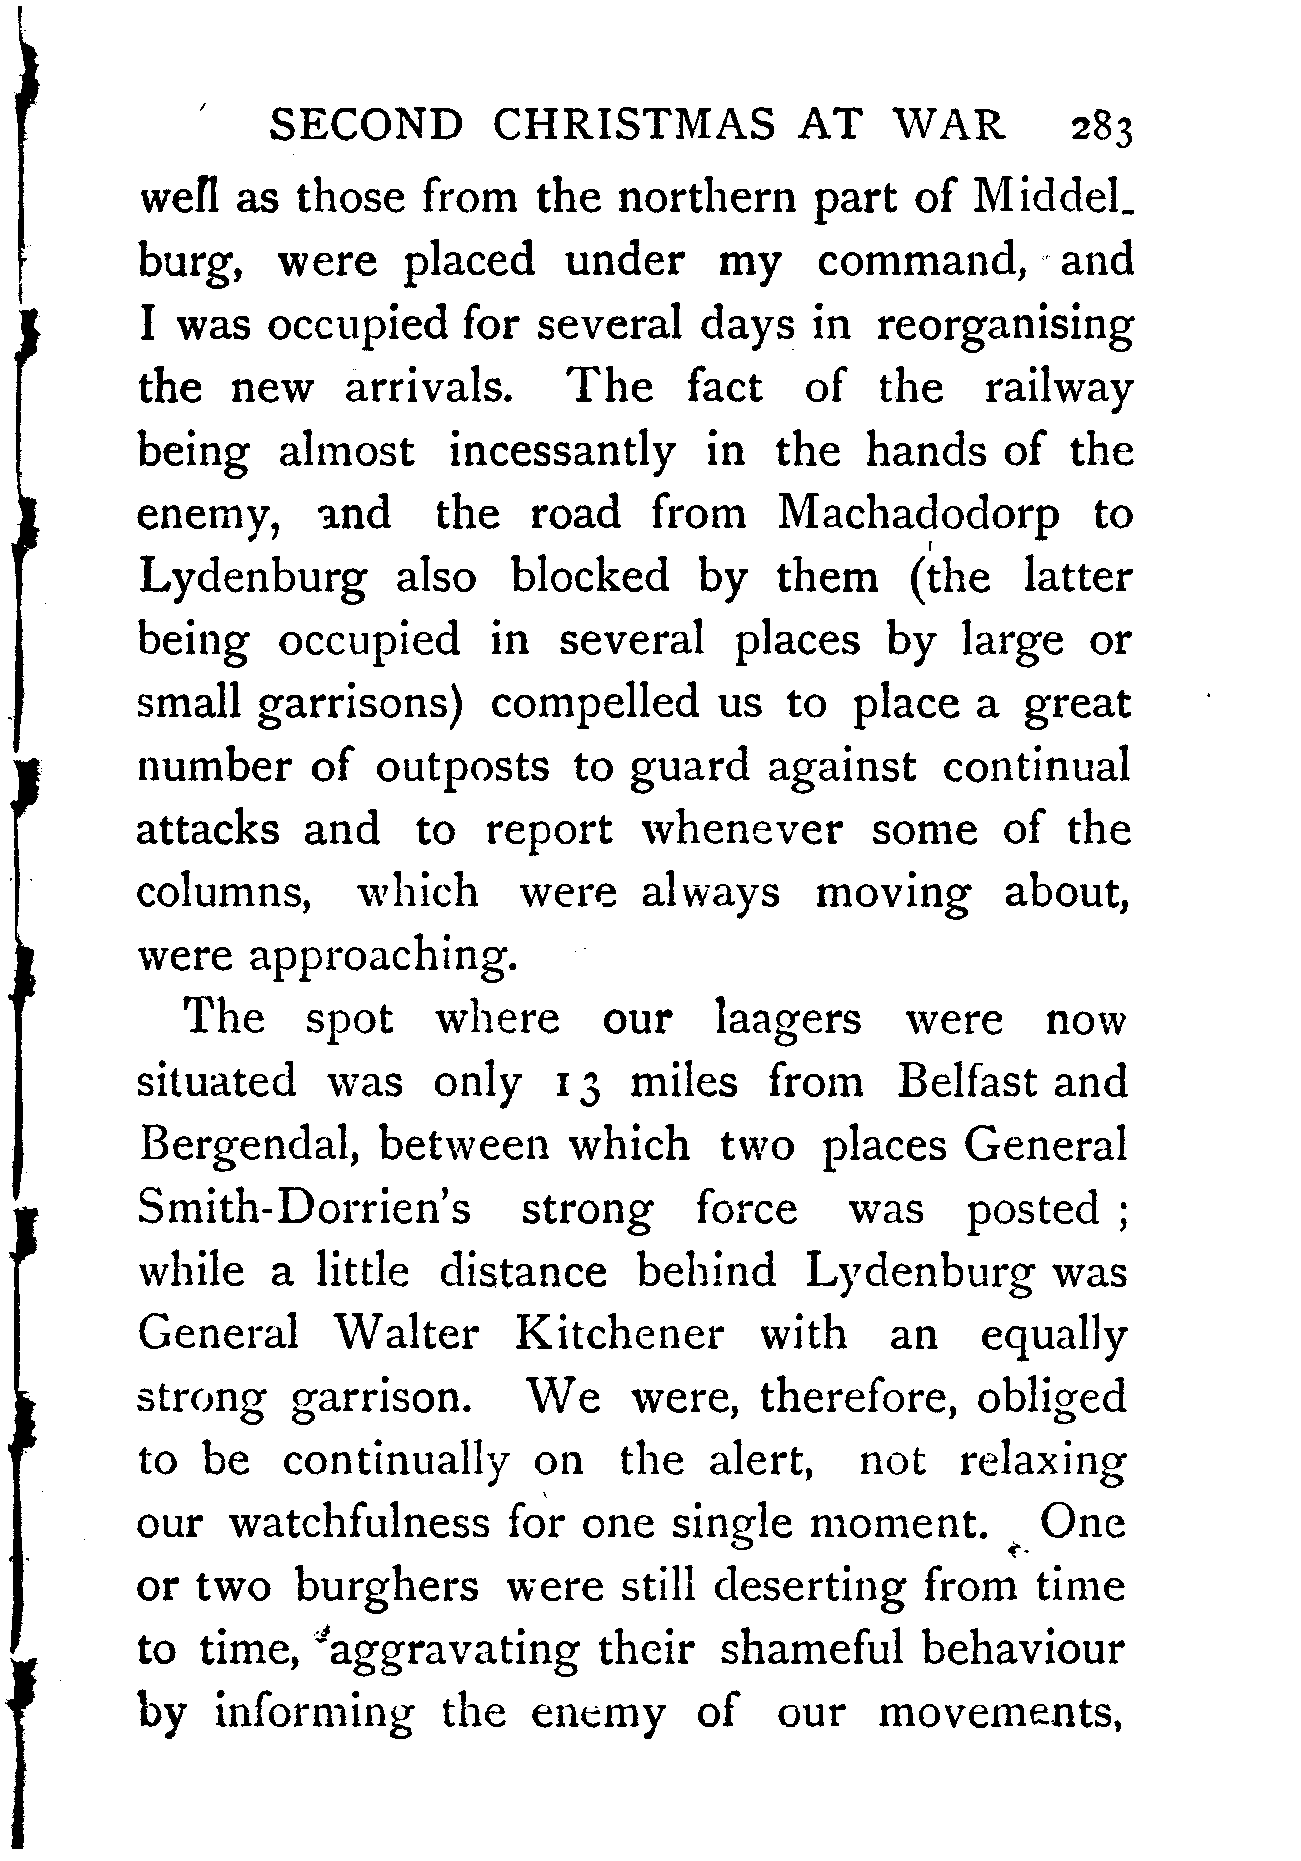 SECOND CHRISTMAS AT WAR 283
well as those from the northern part of Middel-
burg, were placed under my command, and
I was occupied for several days in reorganising
the new arrivals. The fact of the railway
being almost incessantly in the hands of the
enemy, and the road from Machadodorp to
Lydenburg also blocked by them (the latter
being occupied in several places by large or
small garrisons) compelled us to place a great
number of outposts to guard against continual
attacks and to report whenever some of the
columns, which were always moving about,
were approaching.
The spot where our laagers were now
situated was only 13 miles from Belfast and
Bergendal, between which two places General
Smith-Dorrien's strong force was posted ;
while a little distance behind Lydenburg was
General Walter Kitchener with an equally
strong garrison. We were, therefore, obliged
to be continually on the alert, not relaxing
our watchfulness for one single moment. One
or two burghers were still deserting from time
to time, aggravating their shameful behaviour
by informing the enemy of our movements,